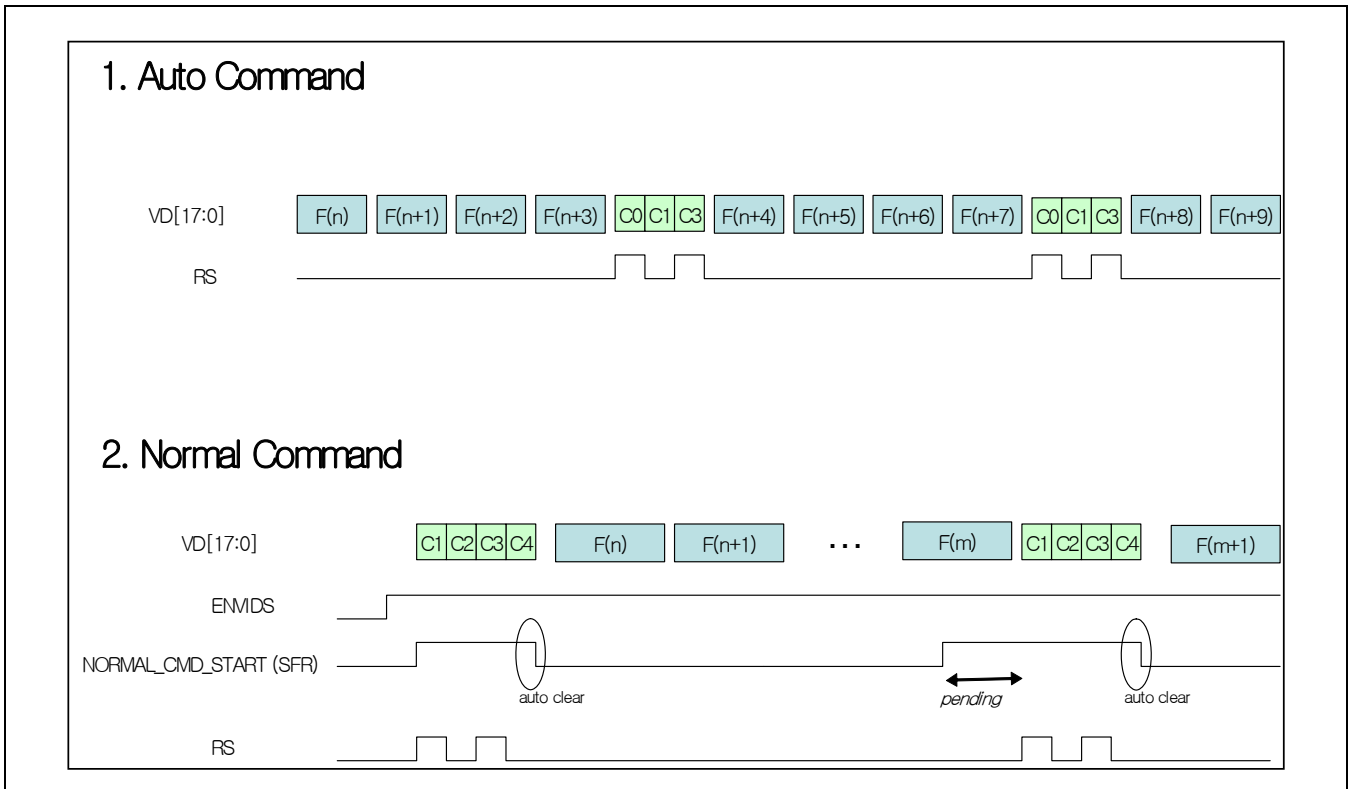 1. Auto Command
VD[17:0] F(n) F(n+1) F(n+2) F(n+3) C0 C1 C3 F(n+4) F(n+5) F(n+6) F(n+7) C0 C1 C3 F(n+8) F(n+9)
RS
2. Normal Command
VD[17:0] C1 C2 C3 C4 F(n) F(n+1) ... F(m) C1 C2 C3 C4 F(m+1)
ENVIDS
NORMAL_CMD_START (SFR)
auto clear pending auto clear
RS